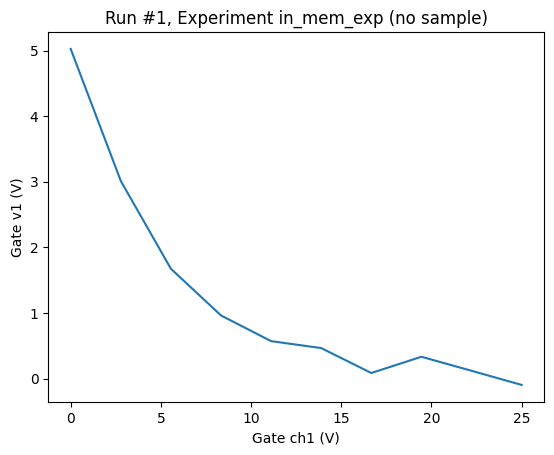 Run #1, Experiment in_mem_exp (no sample)
5
4
3
2
1
0
Gate v1 (V)
0 5 10 15 20 25
Gate ch1 (V)